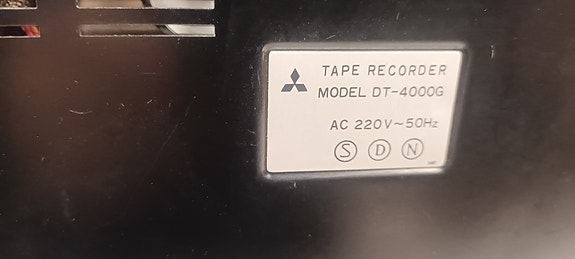 TAPE RECORDER
MODEL DT-4000G
AC 220V~50Hz
S D N